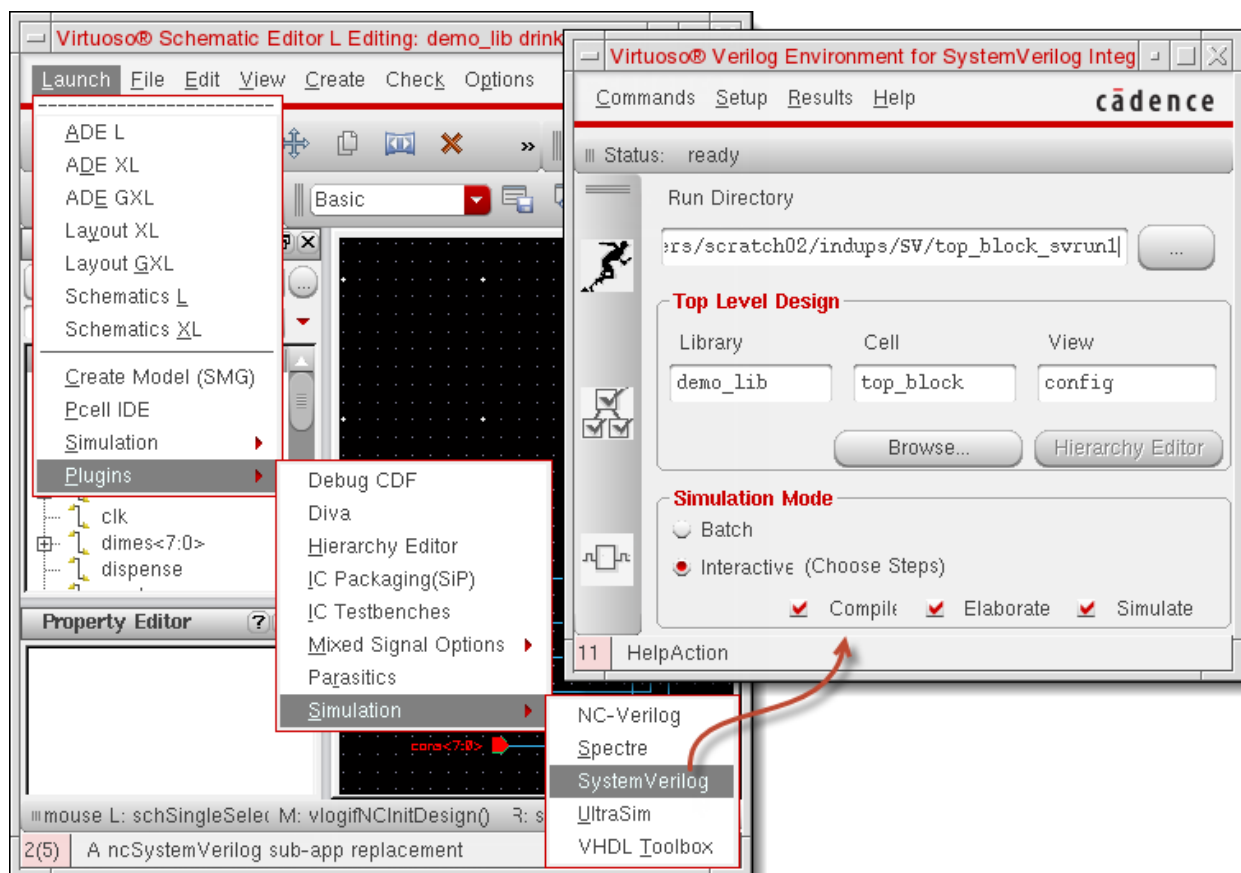 Virtuoso® Schematic Editor L Editing: demo_lib drink
Launch File Edit View Create Check Options
ADE L
ADE XL
ADE GXL
Layout XL
Layout GXL
Schematics L
Schematics XL
Create Model (SMG)
Pcell IDE
Simulation
Plugins
»
Basic
clk
dimes<7:0>
dispense
Property Editor ?
Debug CDF
Diva
Hierarchy Editor
IC Packaging(SiP)
IC Testbenches
Mixed Signal Options
Parasitics
Simulation
cons<7:0>
NC-Verilog
Spectre
SystemVerilog
UltraSim
VHDL Toolbox
mouse L: schSingleSelec M: vlogifNCInitDesign() R: s
2(5) A ncSystemVerilog sub-app replacement
Virtuoso® Verilog Environment for SystemVerilog Integ
Commands Setup Results Help cādence
Status: ready
Run Directory
ers/scratch02/indups/SV/top_block_svrun1 ...
Top Level Design
Library Cell View
demo_lib top_block config
Browse... Hierarchy Editor
Simulation Mode
Batch
Interactive (Choose Steps)
Compile Elaborate Simulate
11 HelpAction